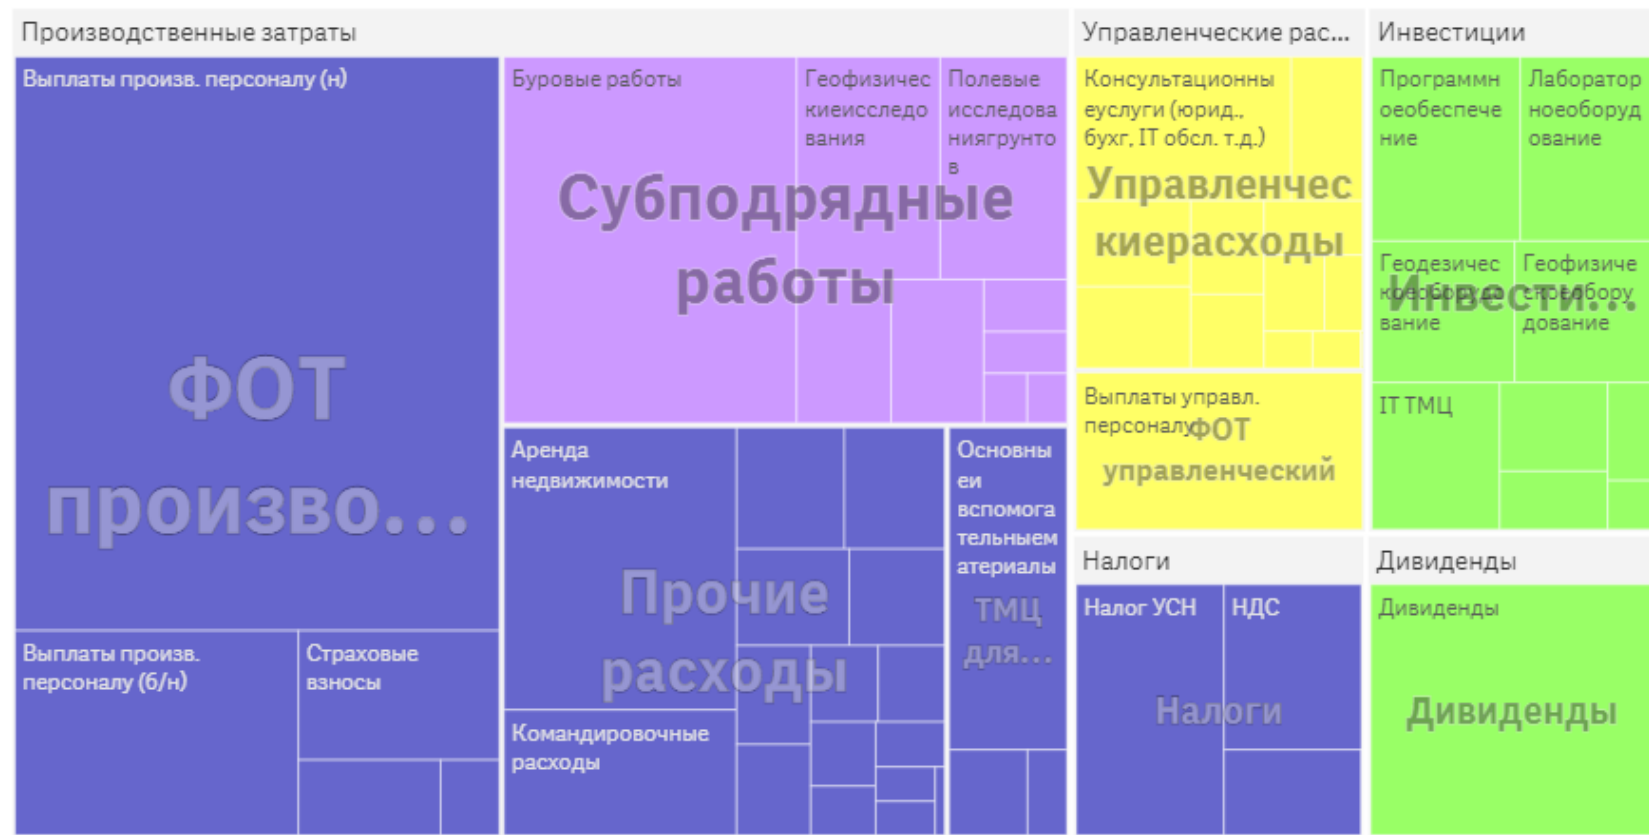 Производственные затраты
Выплаты произв. персоналу (н)
ФОТ
произво...
Выплаты произв.
персоналу (б/н)
Страховые
взносы
Буровые работы
Геофизичес
киеисследо
вания
Полевые
исследова
ниягрунто
в
Субподрядные
работы
Аренда
недвижимости
Прочие
расходы
Командировочные
расходы
Основны
еи
вспомога
тельныем
атериалы
ТМЦ
для...
Управленческие рас...
Консультационны
еуслуги (юрид.,
бухг, IT обсл. т.д.)
Управленчес
киерасходы
Выплаты управл.
персоналу
ФОТ
управленческий
Налоги
Налог УСН
НДС
Налоги
Инвестиции
Программн
оеобеспече
ние
Лаборатор
ноеоборуд
ование
Геодезичес
коеоборудо
вание
Геофизиче
скоеобору
дование
Инвести...
IT ТМЦ
Дивиденды
Дивиденды
Дивиденды